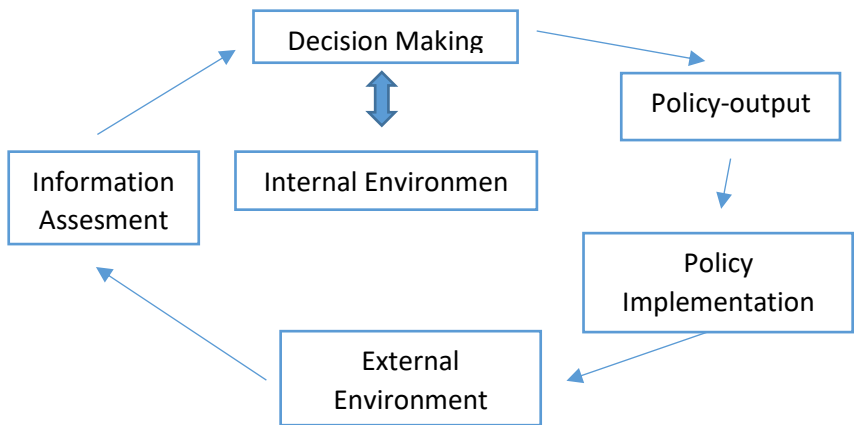 Decision Making
Policy-output
Information
Assesment
Internal Environmen
Policy
Implementation
External
Environment